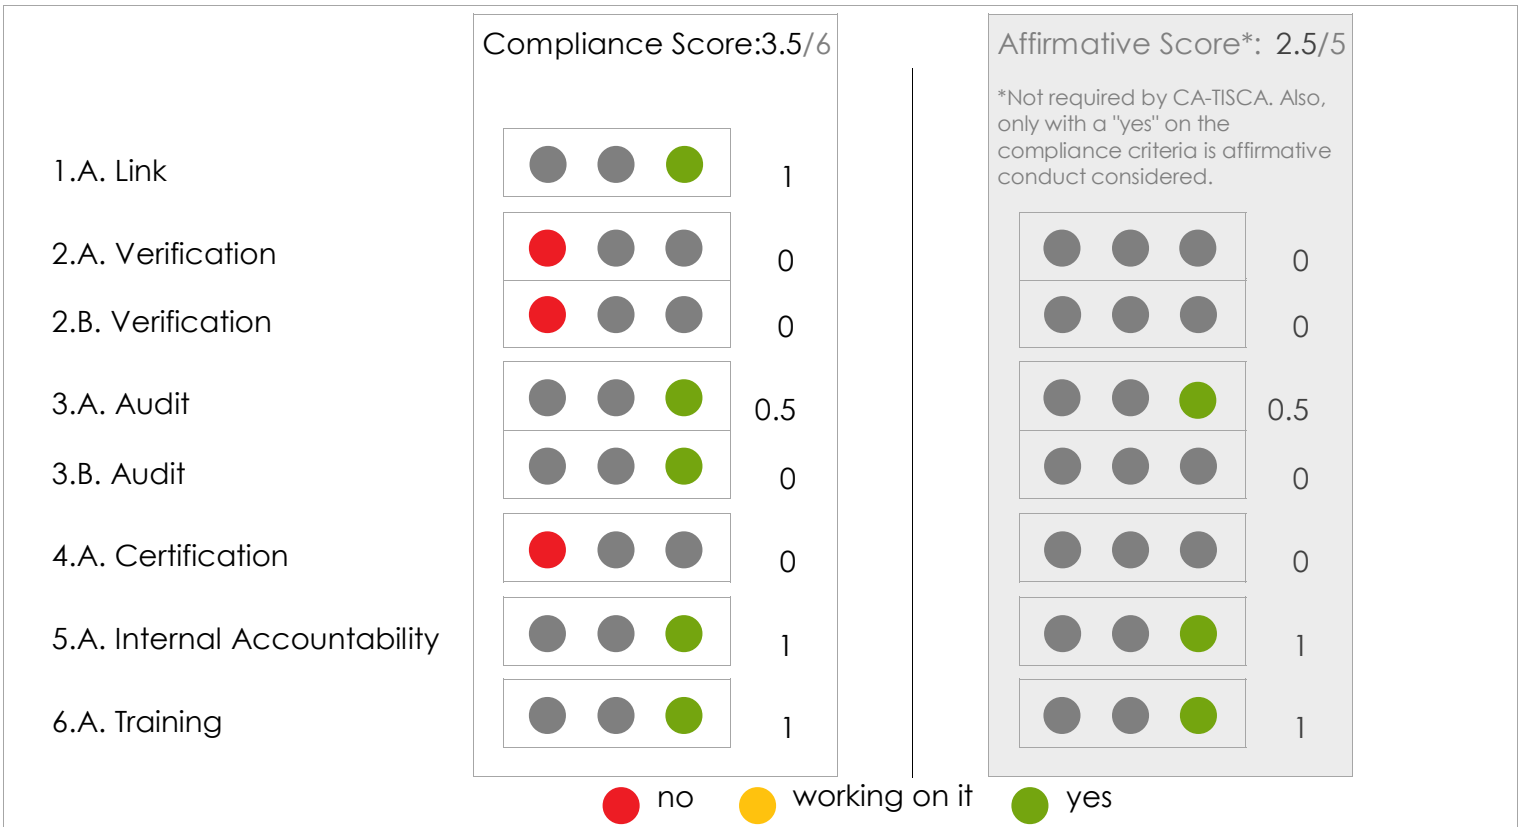 Compliance Score:3.5/6
Affirmative Score*: 2.5/5
*Not required by CA-TISCA. Also,
only with a "yes" on the
compliance criteria is affirmative
conduct considered.
1.A. Link 1
2.A. Verification 0 0
2.B. Verification 0 0
3.A. Audit 0.5 0.5
3.B. Audit 0 0
4.A. Certification 0 0
5.A. Internal Accountability 1 1
6.A. Training 1 1
no working on it yes